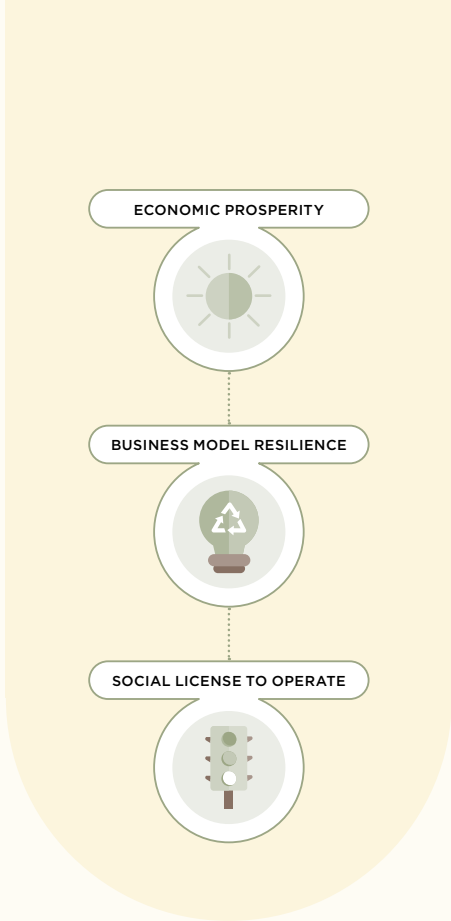 ECONOMIC PROSPERITY
BUSINESS MODEL RESILIENCE
SOCIAL LICENSE TO OPERATE